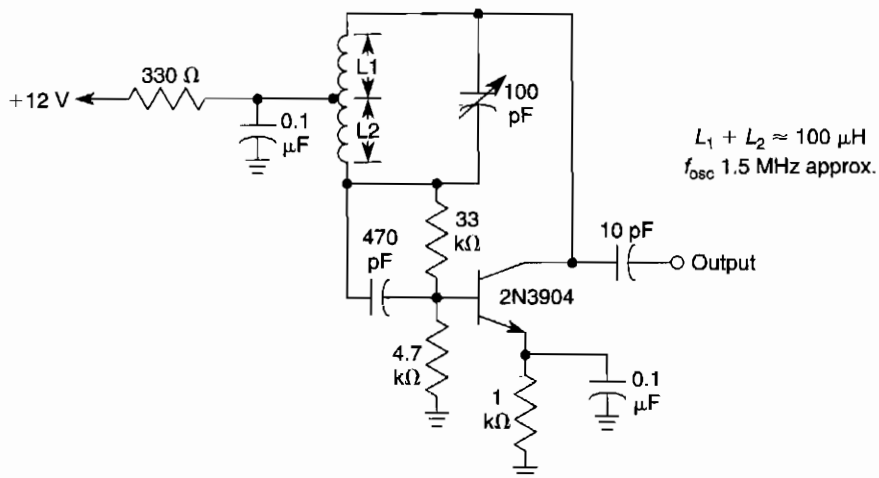 +12 V
330 Ω
0.1
μF
L1
L2
100
pF
L₁ + L₂ ≈ 100 μH
f_osc 1.5 MHz approx.
470
pF
33
kΩ
10 pF
Output
2N3904
4.7
kΩ
1
kΩ
0.1
μF